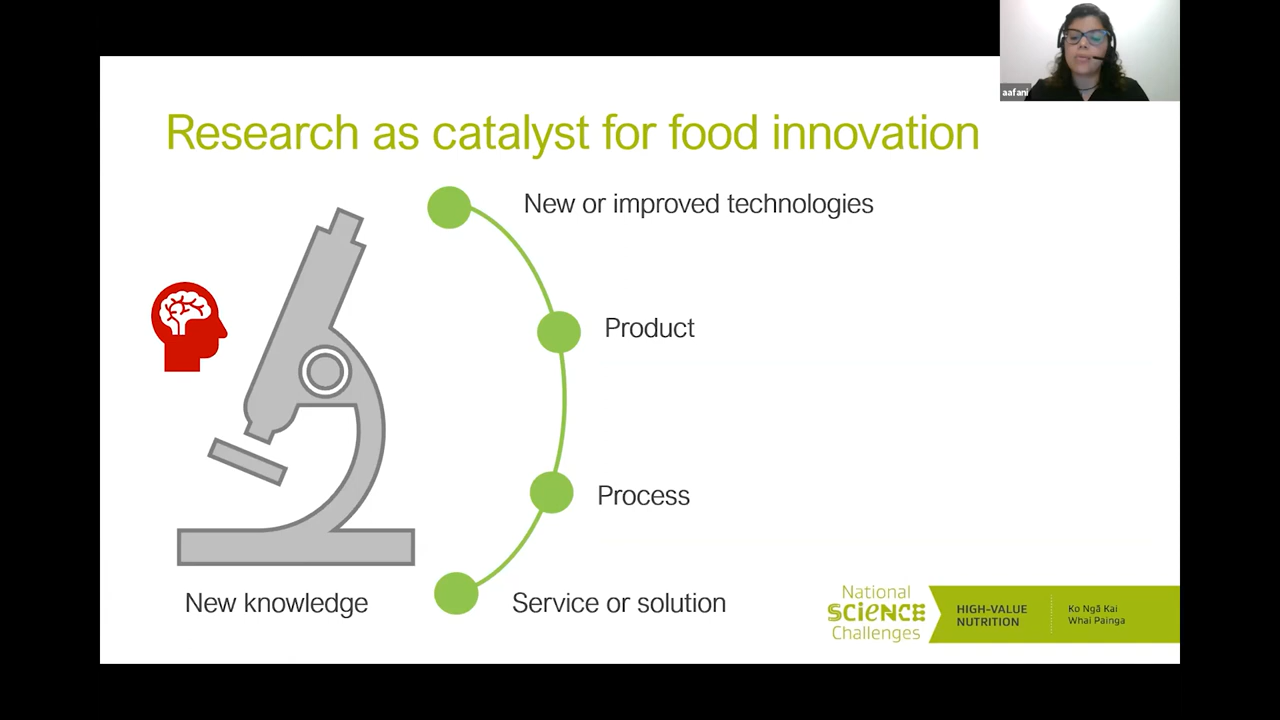 aafani
Research as catalyst for food innovation
New or improved technologies
Product
Process
New knowledge
Service or solution
National
SCIENCE
Challenges
HIGH-VALUE
NUTRITION
Ko Ngā Kai
Whai Painga